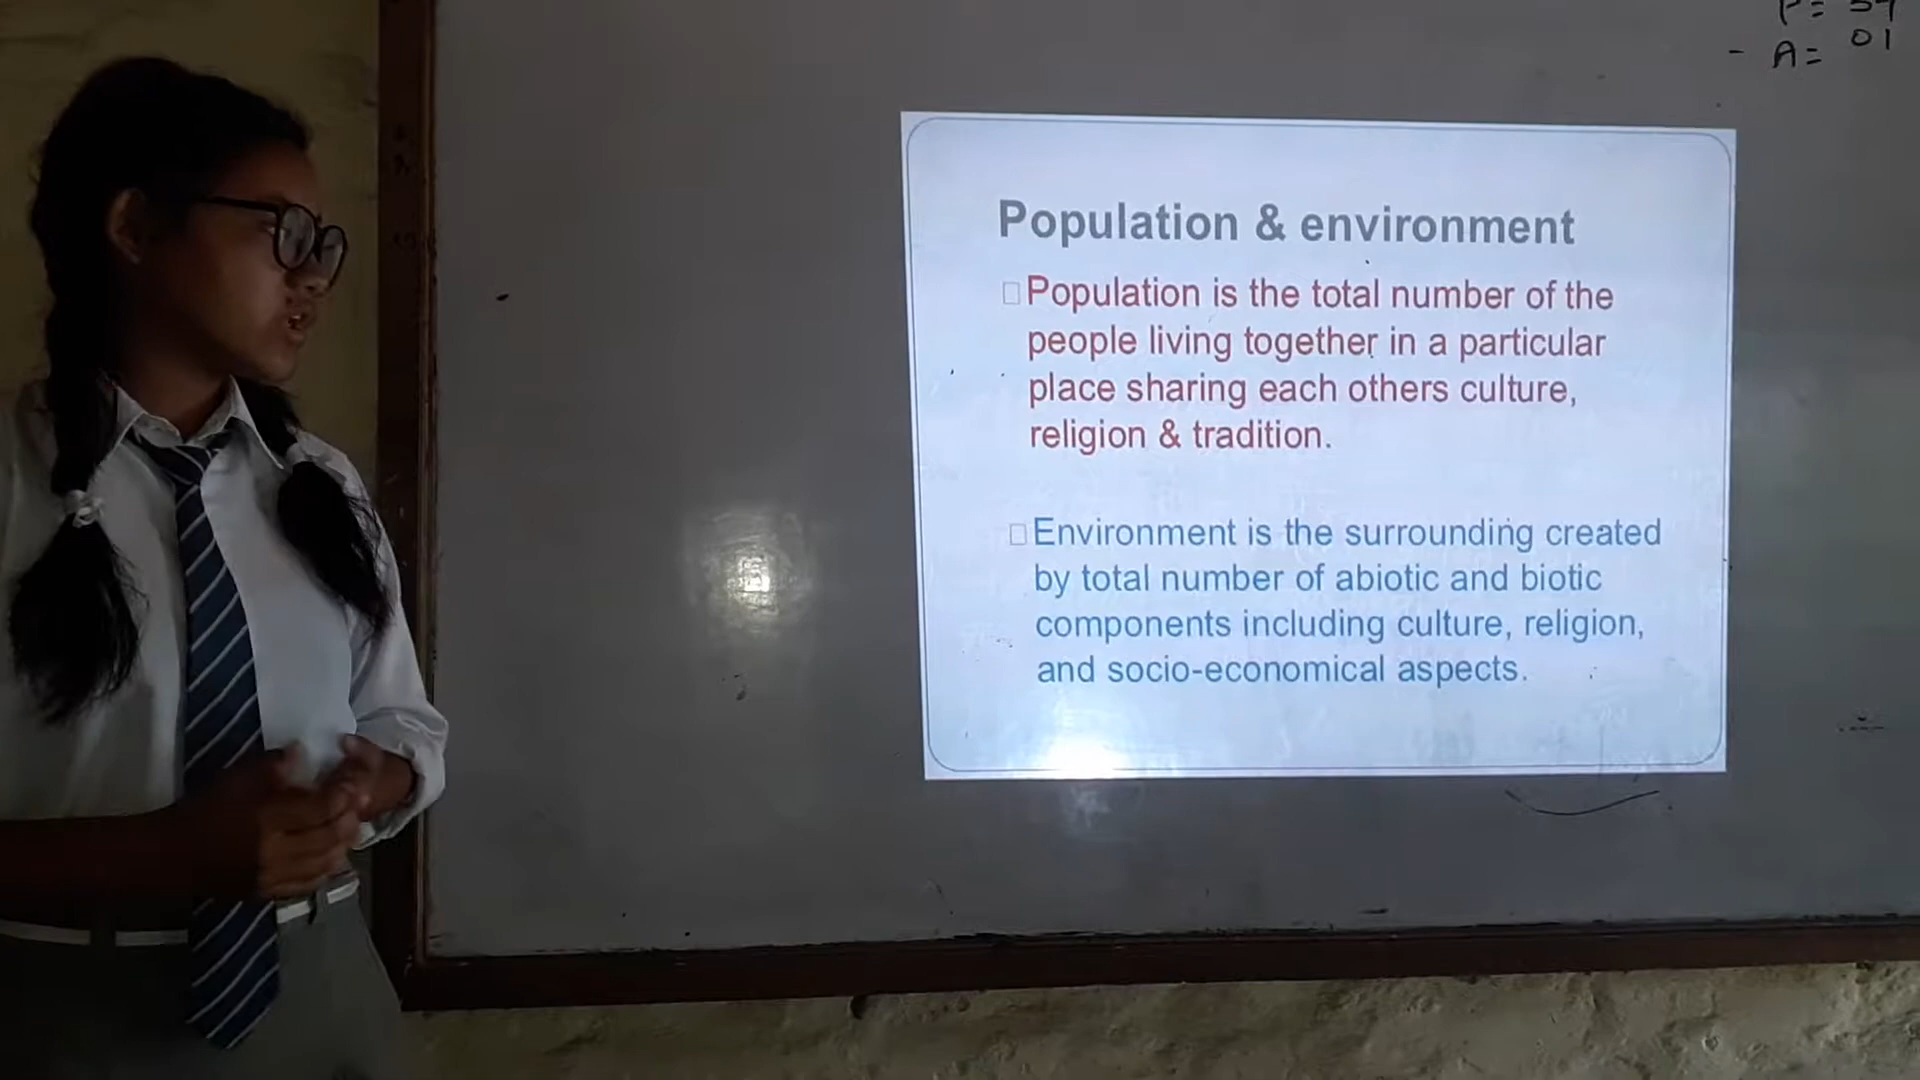 A= 01
Population & environment
Population is the total number of the
people living together in a particular
place sharing each others culture,
religion & tradition.
Environment is the surrounding created
by total number of abiotic and biotic
components including culture, religion,
and socio-economical aspects.